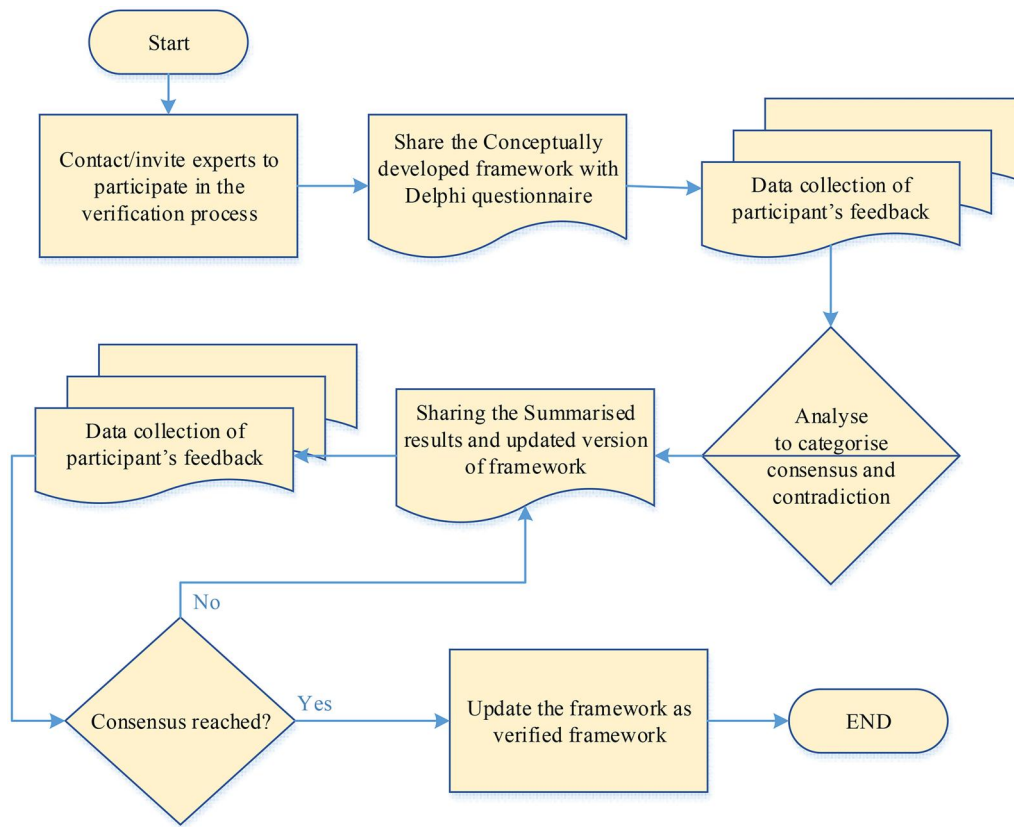 Start
Contact/invite experts to
participate in the
verification process
Share the Conceptually
developed framework with
Delphi questionnaire
Data collection of
participant’s feedback
Analyse
to categorise
consensus and
contradiction
Sharing the Summarised
results and updated version
of framework
Data collection of
participant’s feedback
No
Consensus reached?
Yes
Update the framework as
verified framework
END